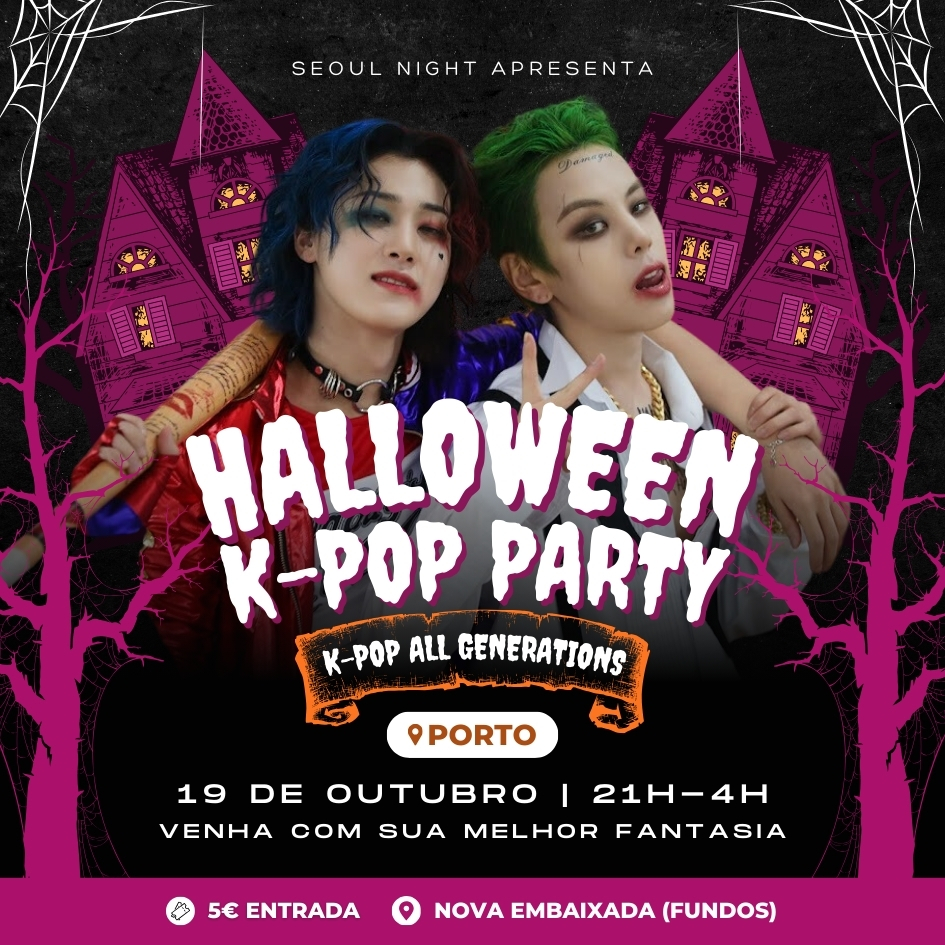 SEOUL NIGHT APRESENTA
Damaged
HALLOWEEN
K-POP PARTY
K-POP ALL GENERATIONS
PORTO
19 DE OUTUBRO | 21H-4H
VENHA COM SUA MELHOR FANTASIA
5€ ENTRADA
NOVA EMBAIXADA (FUNDOS)